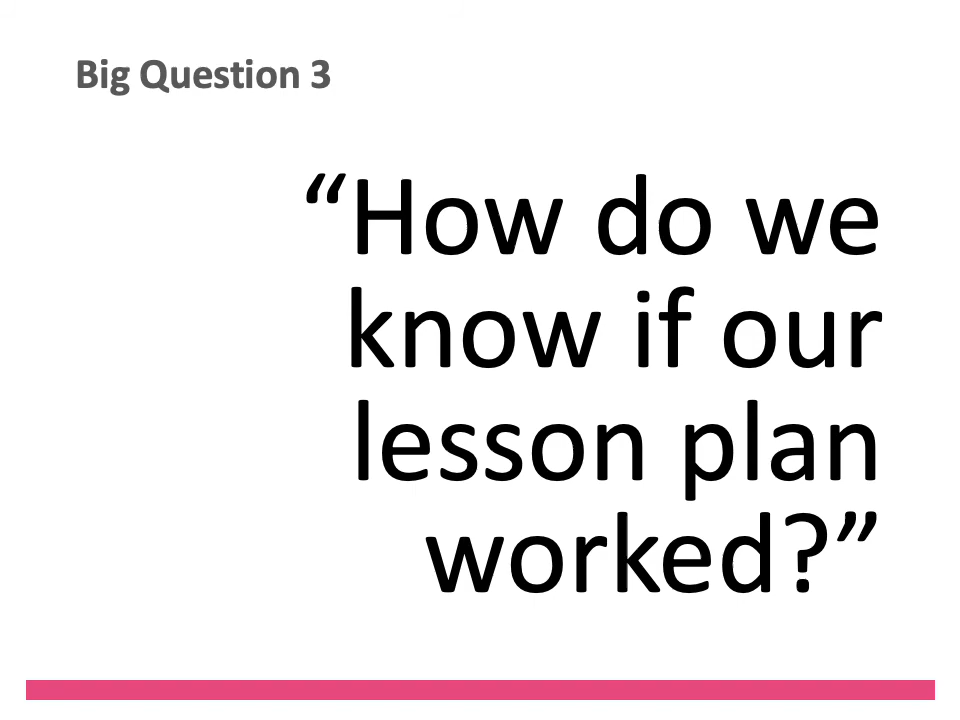 Big Question 3
“How do we
know if our
lesson plan
worked?”